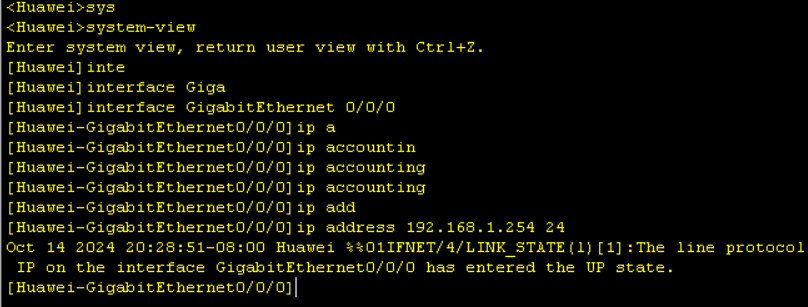 <Huawei>sys
<Huawei>system-view
Enter system view, return user view with Ctrl+Z.
[Huawei]inte
[Huawei]interface Giga
[Huawei]interface GigabitEthernet 0/0/0
[Huawei-GigabitEthernet0/0/0]ip a
[Huawei-GigabitEthernet0/0/0]ip accountin
[Huawei-GigabitEthernet0/0/0]ip accounting
[Huawei-GigabitEthernet0/0/0]ip accounting
[Huawei-GigabitEthernet0/0/0]ip add
[Huawei-GigabitEthernet0/0/0]ip address 192.168.1.254 24
Oct 14 2024 20:28:51-08:00 Huawei %%01IFNET/4/LINK_STATE(l)[1]:The line protocol
 IP on the interface GigabitEthernet0/0/0 has entered the UP state.
[Huawei-GigabitEthernet0/0/0]